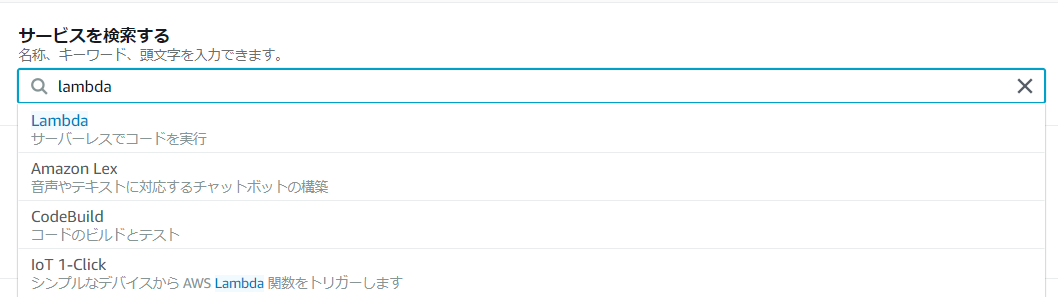 サービスを検索する
名称、キーワード、頭文字を入力できます。
lambda
Lambda
サーバーレスでコードを実行
Amazon Lex
音声やテキストに対応するチャットボットの構築
CodeBuild
コードのビルドとテスト
IoT 1-Click
シンプルなデバイスから AWS Lambda 関数をトリガーします